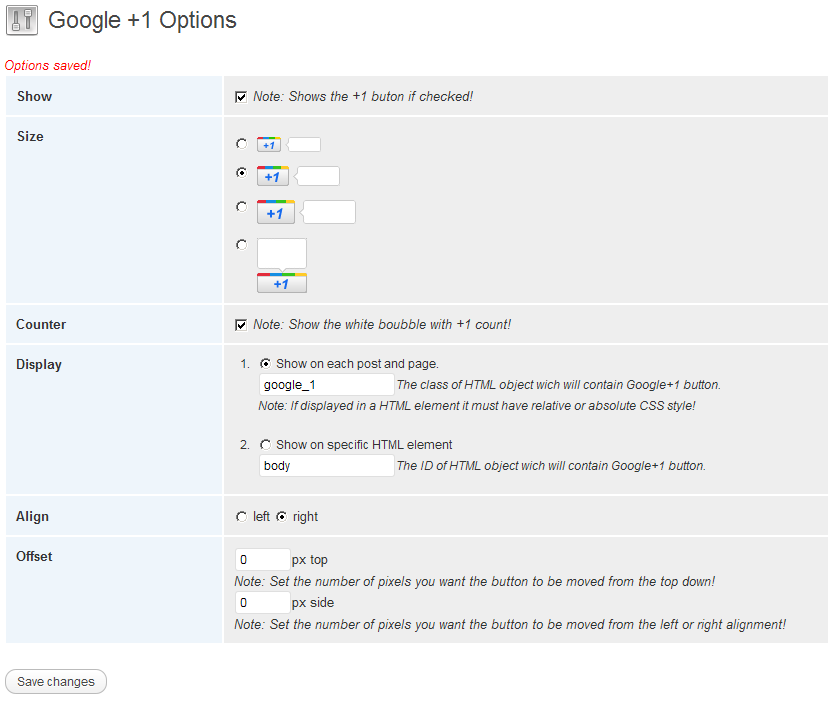 Google +1 Options
Options saved!
Show
Note: Shows the +1 buton if checked!
Size
+1
+1
+1
+1
Counter
Note: Show the white boubble with +1 count!
Display
1. Show on each post and page.
google_1 The class of HTML object wich will contain Google+1 button.
Note: If displayed in a HTML element it must have relative or absolute CSS style!
2. Show on specific HTML element
body The ID of HTML object wich will contain Google+1 button.
Align
left right
Offset
0 px top
Note: Set the number of pixels you want the button to be moved from the top down!
0 px side
Note: Set the number of pixels you want the button to be moved from the left or right alignment!
Save changes